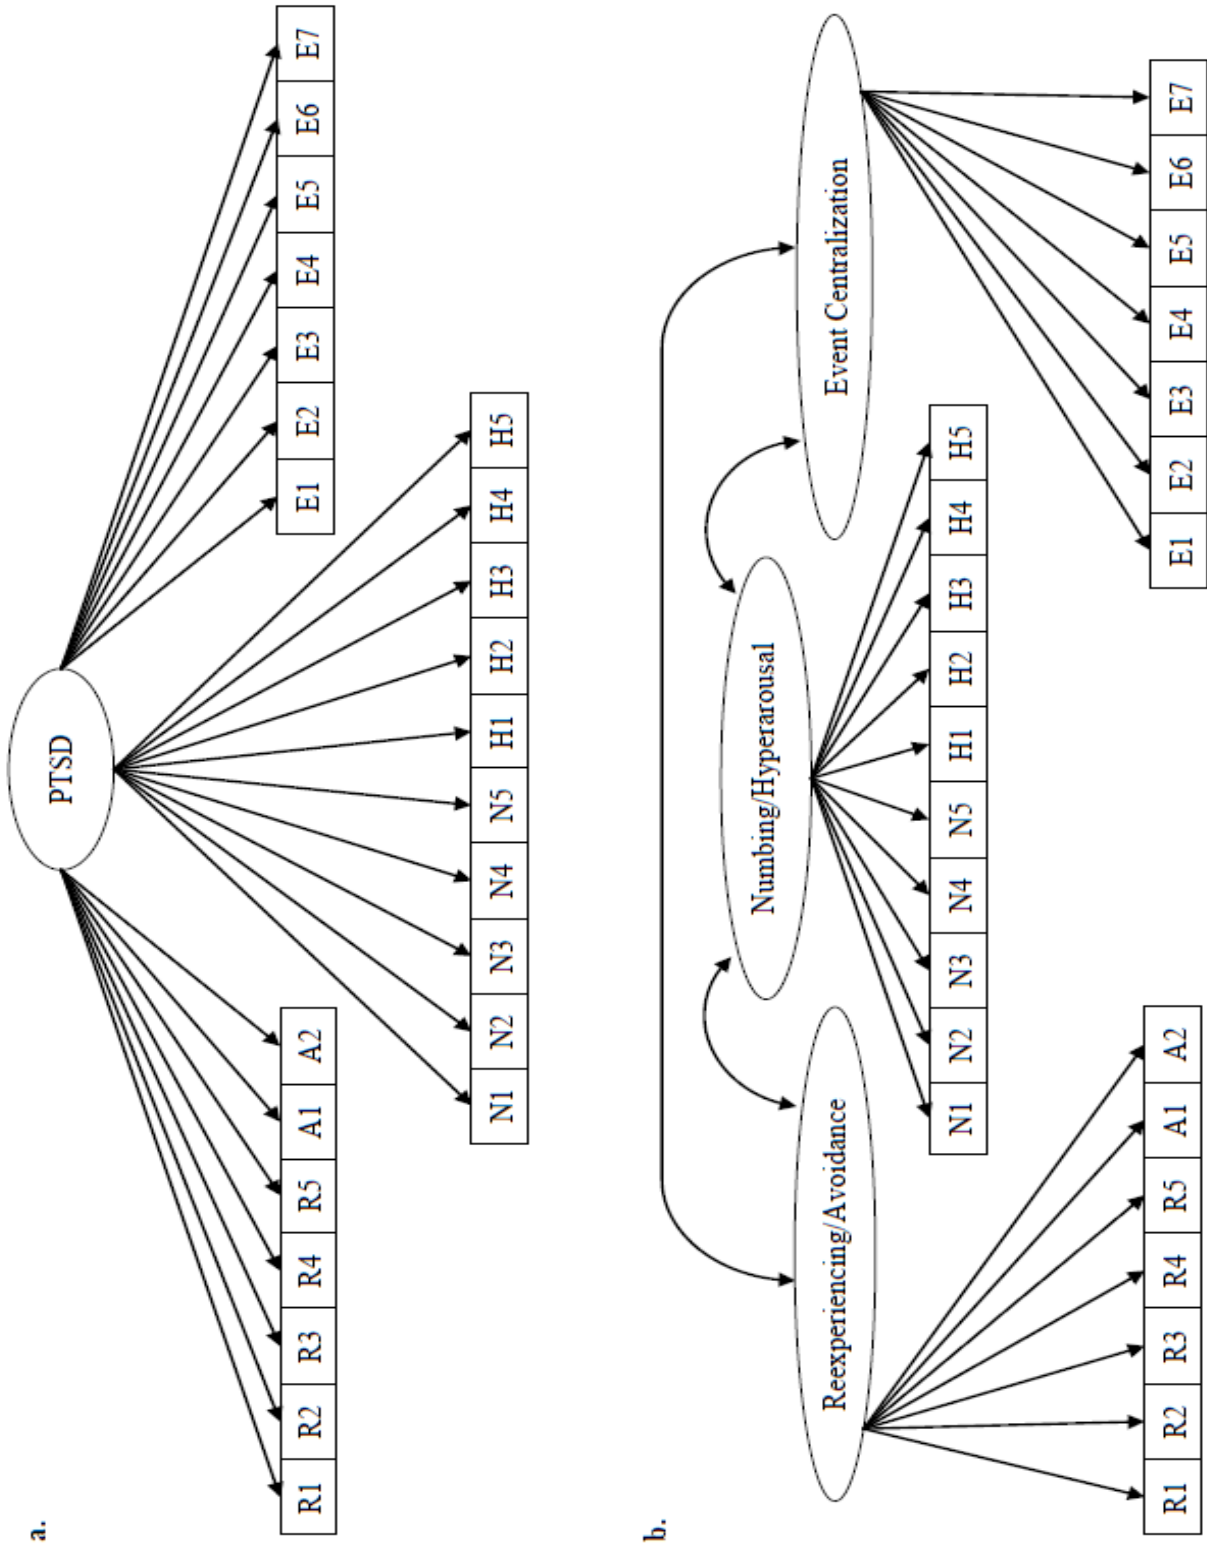 a.
PTSD
R1 R2 R3 R4 R5 A1 A2
E1 E2 E3 E4 E5 E6 E7
N1 N2 N3 N4 N5 H1 H2 H3 H4 H5
b.
Reexperiencing/Avoidance
Numbing/Hyperarousal
Event Centralization
N1 N2 N3 N4 N5 H1 H2 H3 H4 H5
R1 R2 R3 R4 R5 A1 A2
E1 E2 E3 E4 E5 E6 E7